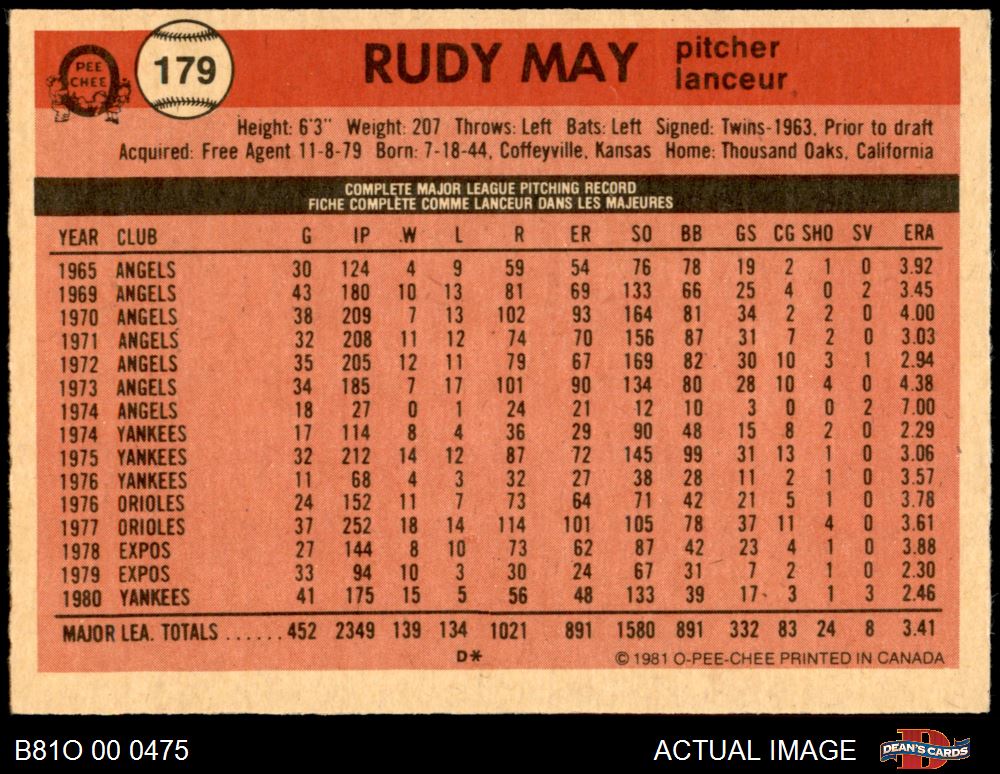 PEE
CHEE
179
RUDY MAY
pitcher
lanceur
Height: 6'3" Weight: 207 Throws: Left Bats: Left Signed: Twins-1963, Prior to draft
Acquired: Free Agent 11-8-79 Born: 7-18-44, Coffeyville, Kansas Home: Thousand Oaks, California
COMPLETE MAJOR LEAGUE PITCHING RECORD
FICHE COMPLÈTE COMME LANCEUR DANS LES MAJEURES
YEAR CLUB G IP W L R ER SO BB GS CG SHO SV ERA
1965 ANGELS 30 124 4 9 59 54 76 78 19 2 1 0 3.92
1969 ANGELS 43 180 10 13 81 69 133 66 25 4 0 2 3.45
1970 ANGELS 38 209 7 13 102 93 164 81 34 2 2 0 4.00
1971 ANGELS 32 208 11 12 74 70 156 87 31 7 2 0 3.03
1972 ANGELS 35 205 12 11 79 67 169 82 30 10 3 1 2.94
1973 ANGELS 34 185 7 17 101 90 134 80 28 10 4 0 4.38
1974 ANGELS 18 27 0 1 24 21 12 10 3 0 0 2 7.00
1974 YANKEES 17 114 8 4 36 29 90 48 15 8 2 0 2.29
1975 YANKEES 32 212 14 12 87 72 145 99 31 13 1 0 3.06
1976 YANKEES 11 68 4 3 32 27 38 28 11 2 1 0 3.57
1976 ORIOLES 24 152 11 7 73 64 71 42 21 5 1 0 3.78
1977 ORIOLES 37 252 18 14 114 101 105 78 37 11 4 0 3.61
1978 EXPOS 27 144 8 10 73 62 87 42 23 4 1 0 3.88
1979 EXPOS 33 94 10 3 30 24 67 31 7 2 1 0 2.30
1980 YANKEES 41 175 15 5 56 48 133 39 17 3 1 3 2.46
MAJOR LEA. TOTALS ......452 2349 139 134 1021 891 1580 891 332 83 24 8 3.41
D*
© 1981 O-PEE-CHEE PRINTED IN CANADA
B81O 00 0475
ACTUAL IMAGE
DEAN'S CARDS